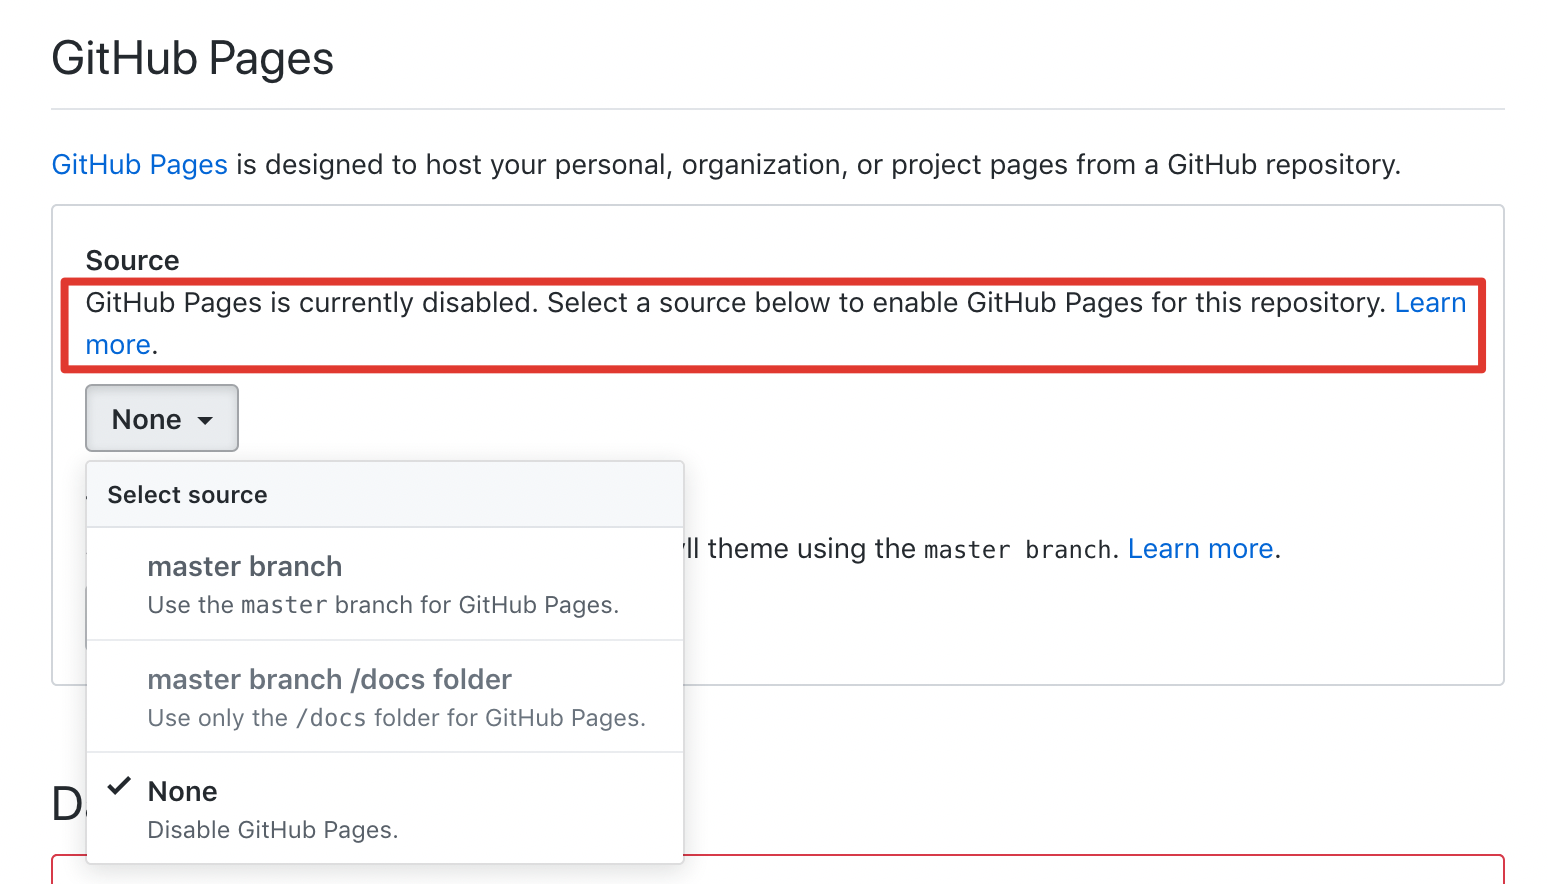 GitHub Pages
GitHub Pages is designed to host your personal, organization, or project pages from a GitHub repository.
Source
GitHub Pages is currently disabled. Select a source below to enable GitHub Pages for this repository. Learn
more.
None
Select source
theme using the master branch. Learn more.
master branch
Use the master branch for GitHub Pages.
master branch /docs folder
Use only the /docs folder for GitHub Pages.
None
Disable GitHub Pages.